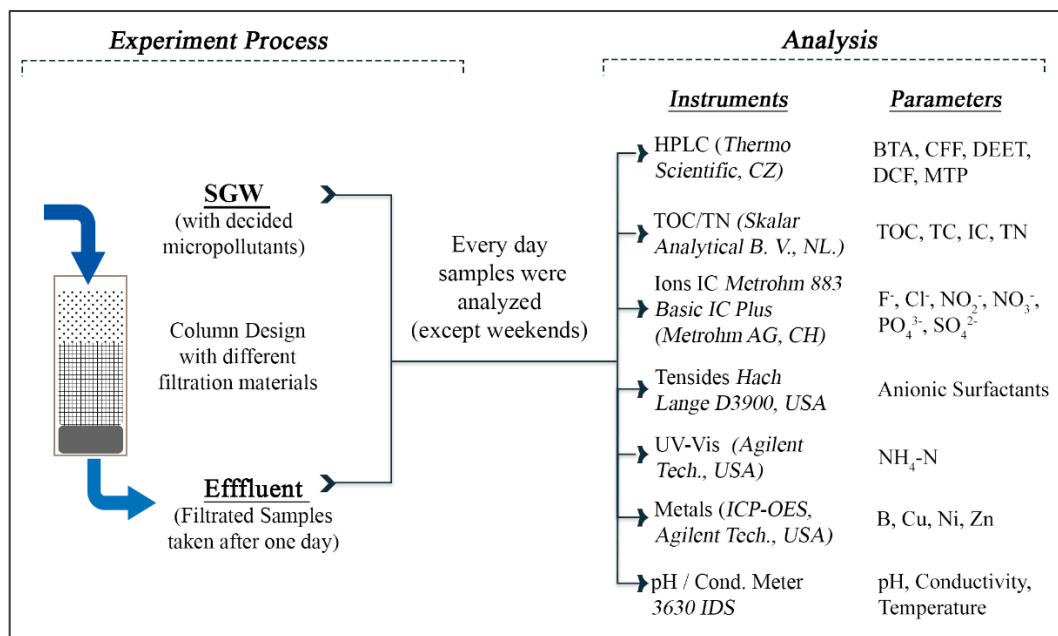 Experiment Process
Analysis
Instruments
Parameters
SGW
(with decided
micropollutants)
Column Design
with different
filtration materials
Efffluent
(Filtrated Samples
taken after one day)
Every day
samples were
analyzed
(except weekends)
HPLC (Thermo
Scientific, CZ)
BTA, CFF, DEET,
DCF, MTP
TOC/TN (Skalar
Analytical B. V., NL.)
TOC, TC, IC, TN
Ions IC Metrohm 883
Basic IC Plus
(Metrohm AG, CH)
F⁻, Cl⁻, NO₂⁻, NO₃⁻,
PO₄³⁻, SO₄²⁻
Tensides Hach
Lange D3900, USA
Anionic Surfactants
UV-Vis (Agilent
Tech., USA)
NH₄-N
Metals (ICP-OES,
Agilent Tech., USA)
B, Cu, Ni, Zn
pH / Cond. Meter
3630 IDS
pH, Conductivity,
Temperature